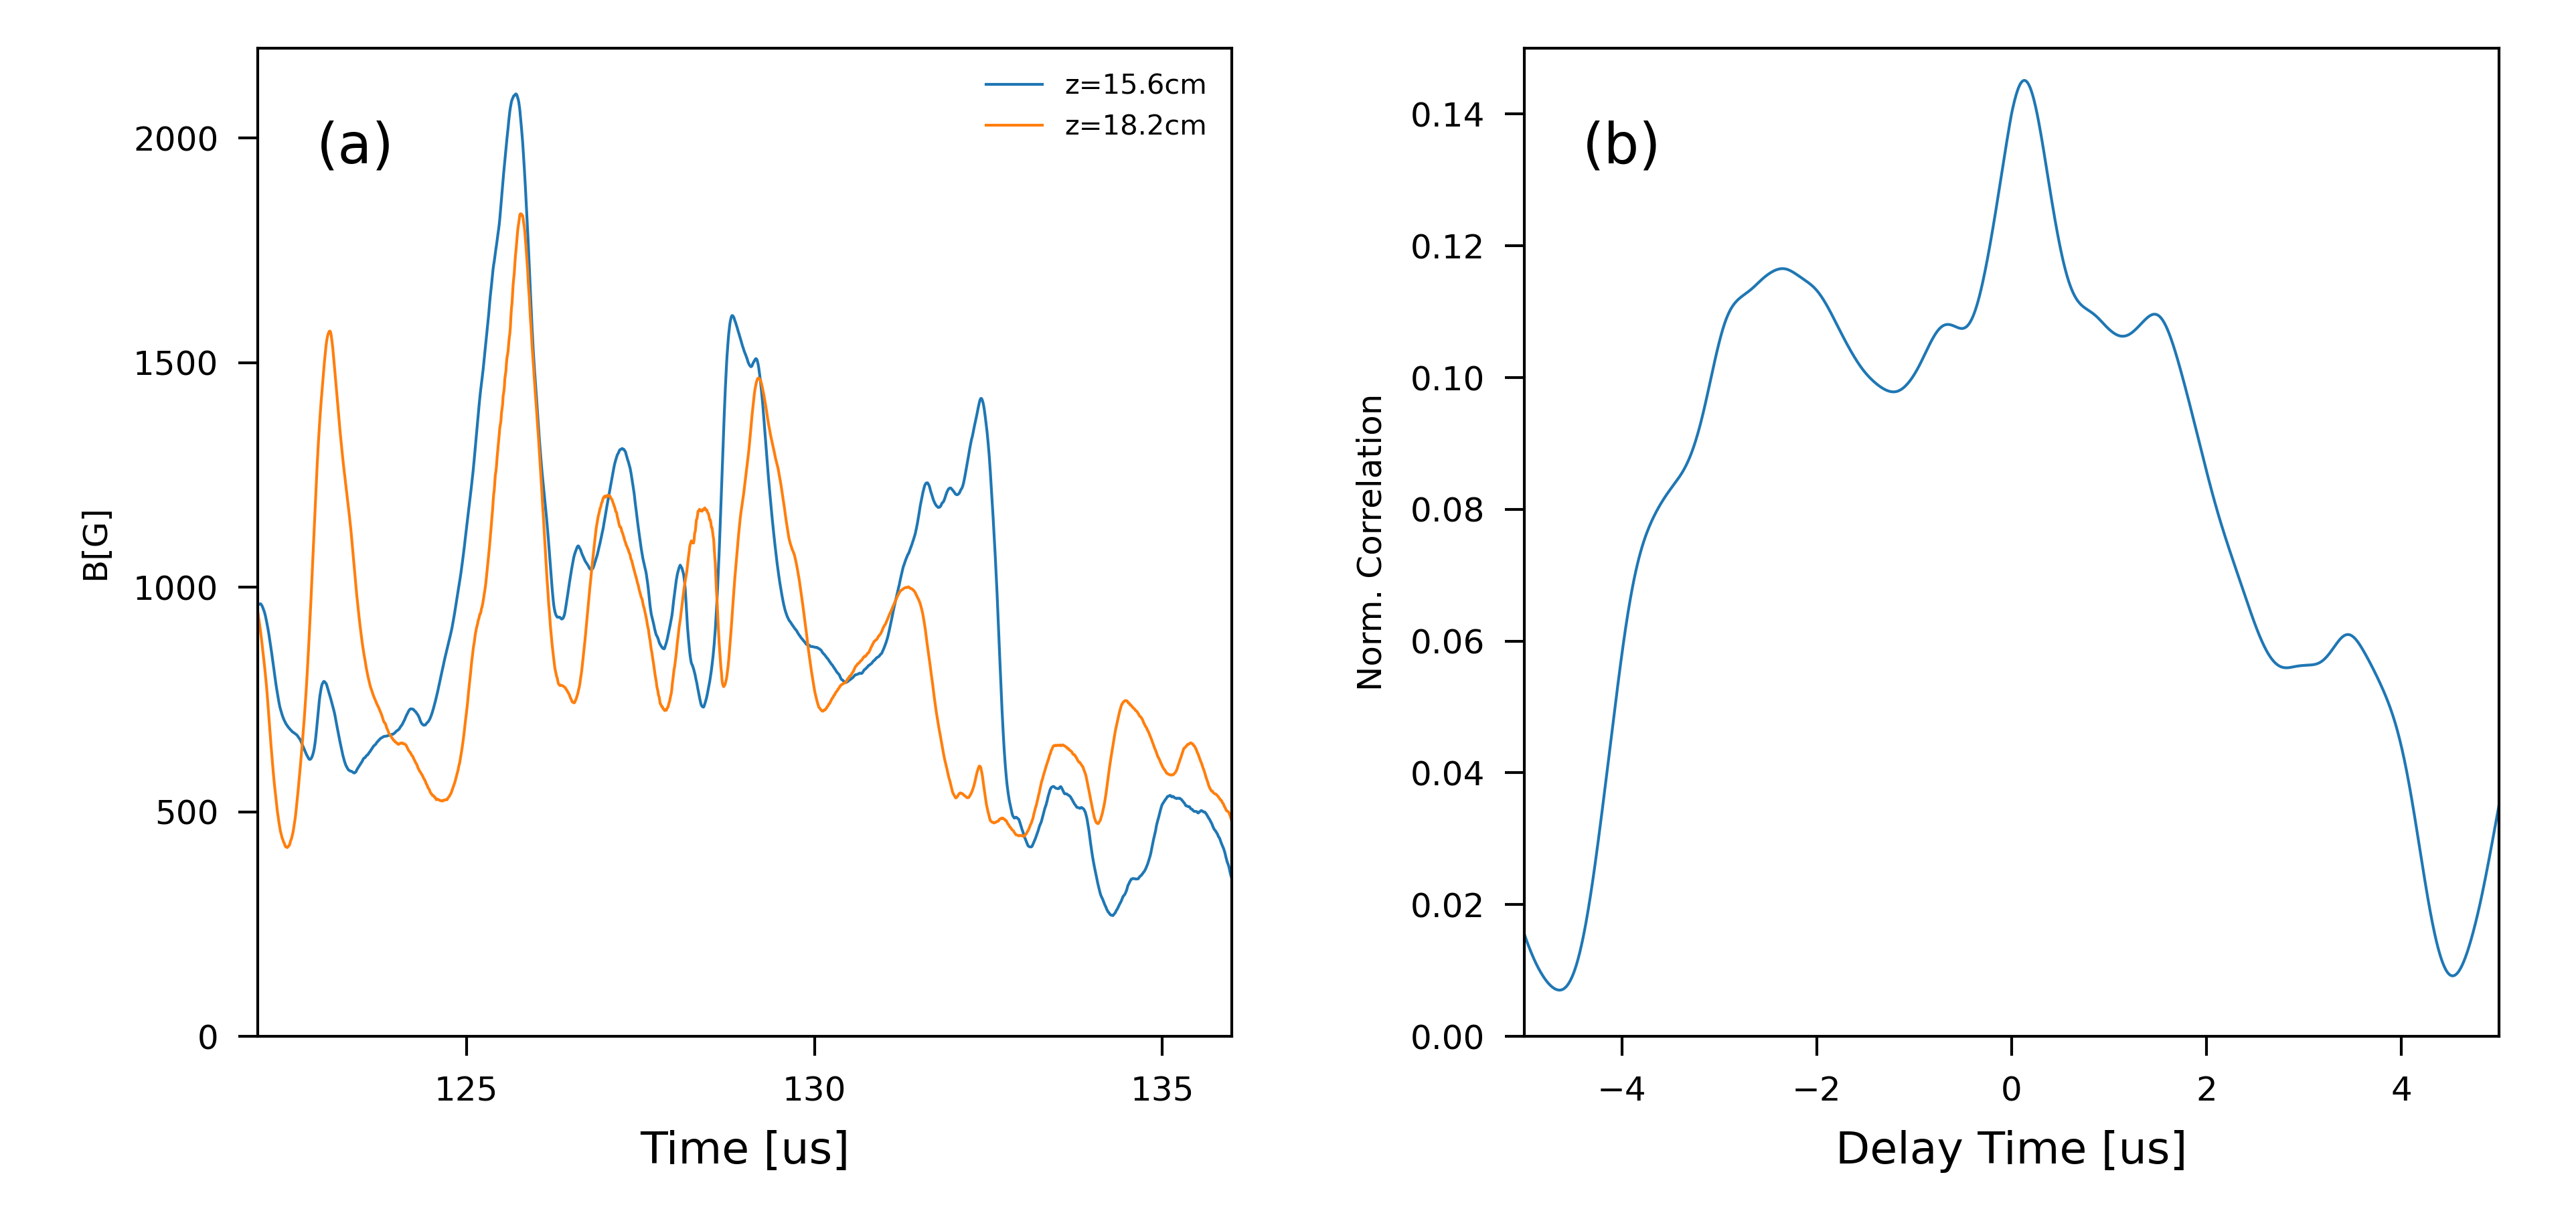 (a)
z=15.6cm
z=18.2cm
2000
1500
1000
500
0
B[G]
125
130
135
Time [us]
(b)
0.14
0.12
0.10
0.08
0.06
0.04
0.02
0.00
Norm. Correlation
−4
−2
0
2
4
Delay Time [us]